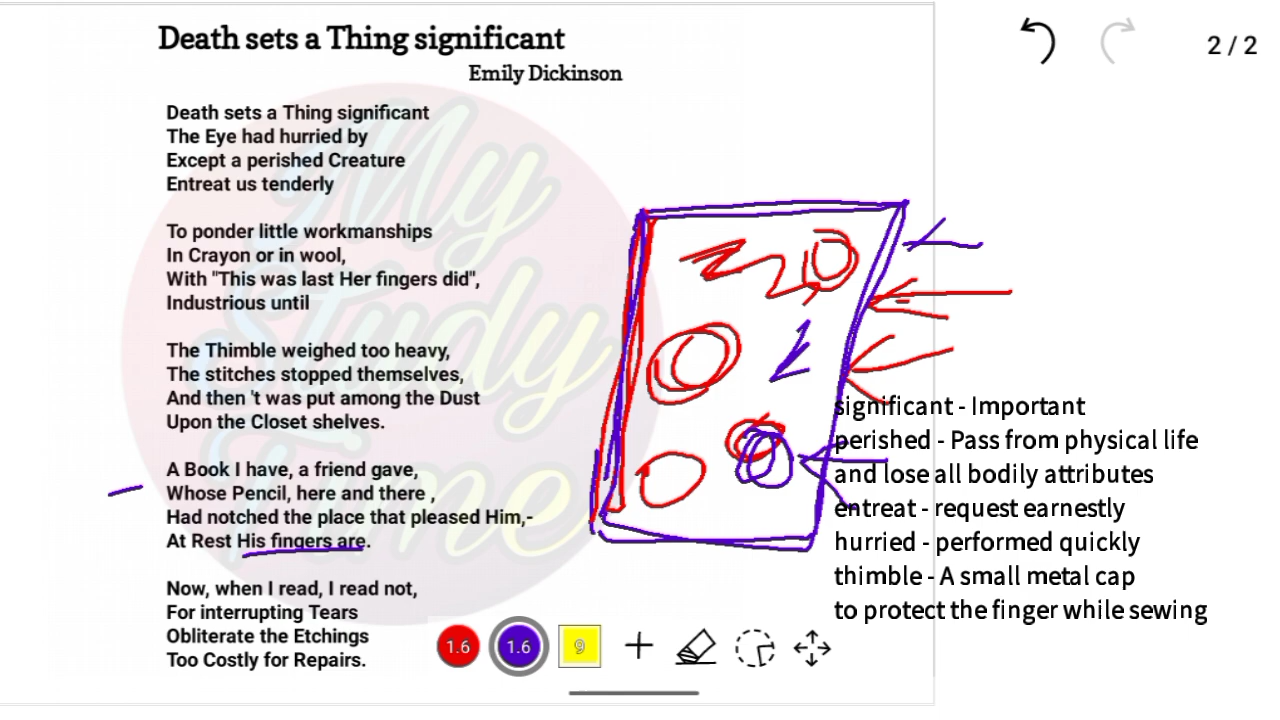 Death sets a Thing significant
Emily Dickinson
Death sets a Thing significant
The Eye had hurried by
Except a perished Creature
Entreat us tenderly
To ponder little workmanships
In Crayon or in wool,
With "This was last Her fingers did",
Industrious until
The Thimble weighed too heavy,
The stitches stopped themselves,
And then 't was put among the Dust
Upon the Closet shelves.
A Book I have, a friend gave,
Whose Pencil, here and there ,
Had notched the place that pleased Him,-
At Rest His fingers are.
Now, when I read, I read not,
For interrupting Tears
Obliterate the Etchings
Too Costly for Repairs.
My
Study
Time
2 / 2
significant - Important
perished - Pass from physical life
and lose all bodily attributes
entreat - request earnestly
hurried - performed quickly
thimble - A small metal cap
to protect the finger while sewing
1.6
1.6
9